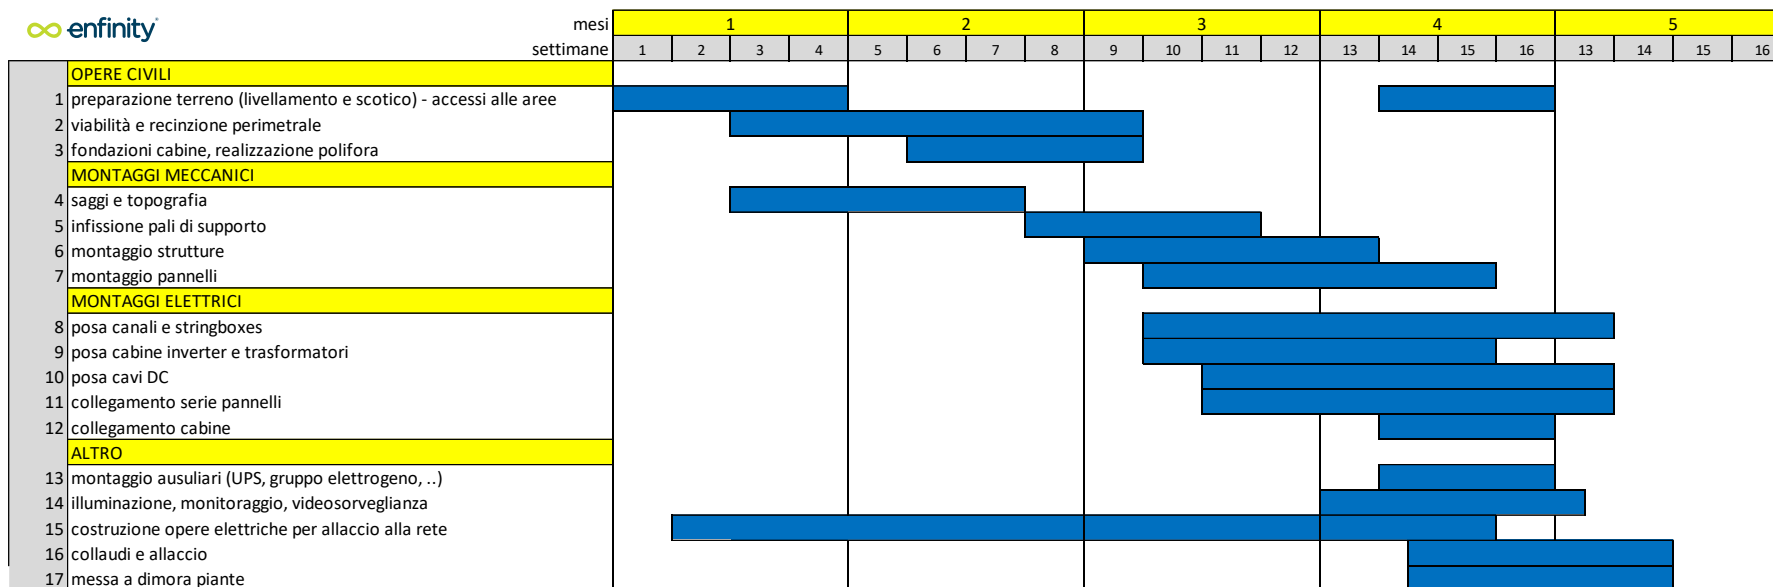 enfinity
mesi 1 2 3 4 5
settimane 1 2 3 4 5 6 7 8 9 10 11 12 13 14 15 16 13 14 15 16
OPERE CIVILI
1 preparazione terreno (livellamento e scotico) - accessi alle aree
2 viabilità e recinzione perimetrale
3 fondazioni cabine, realizzazione polifora
MONTAGGI MECCANICI
4 saggi e topografia
5 infissione pali di supporto
6 montaggio strutture
7 montaggio pannelli
MONTAGGI ELETTRICI
8 posa canali e stringboxes
9 posa cabine inverter e trasformatori
10 posa cavi DC
11 collegamento serie pannelli
12 collegamento cabine
ALTRO
13 montaggio ausuliari (UPS, gruppo elettrogeno, ..)
14 illuminazione, monitoraggio, videosorveglianza
15 costruzione opere elettriche per allaccio alla rete
16 collaudi e allaccio
17 messa a dimora piante